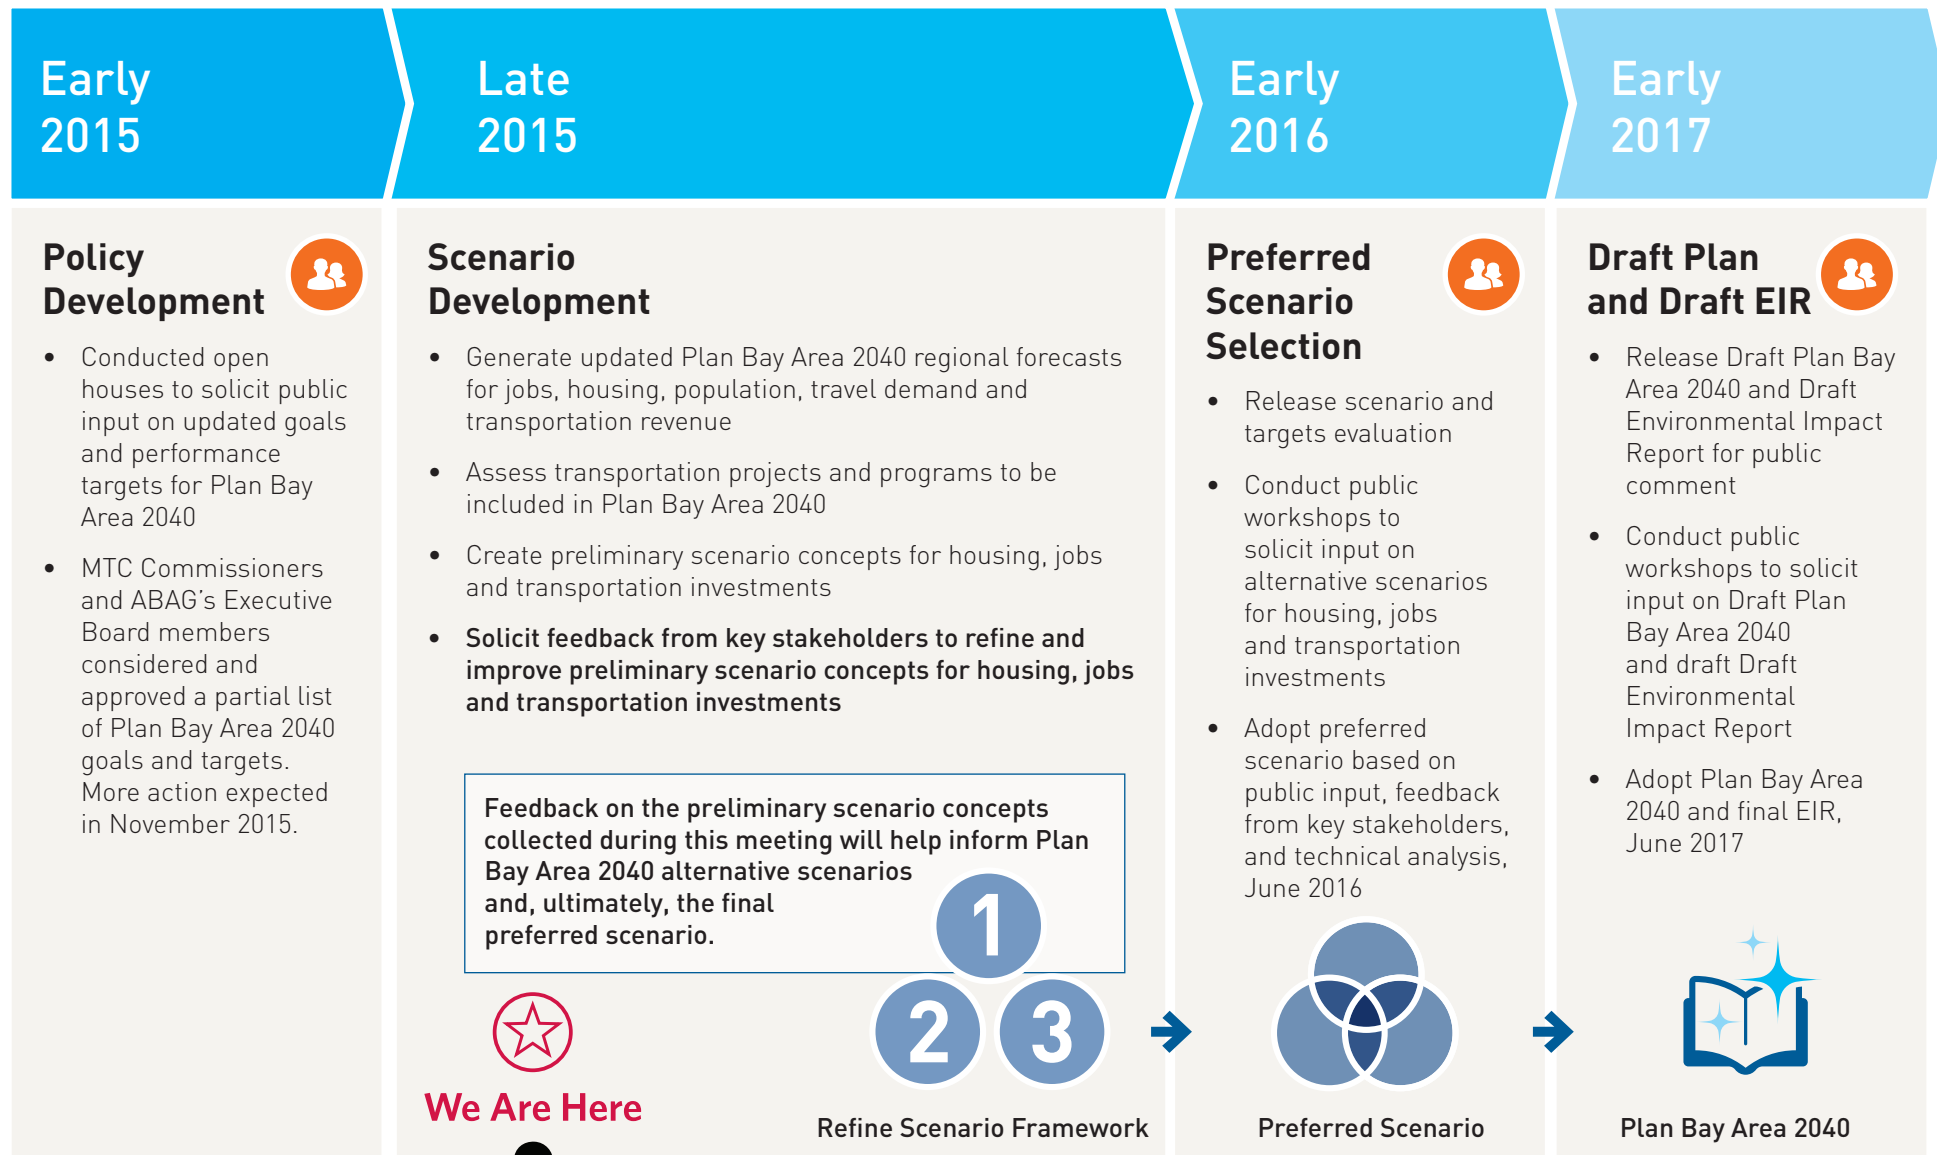 Early
2015
Late
2015
Early
2016
Early
2017
Policy
Development
• Conducted open
houses to solicit public
input on updated goals
and performance
targets for Plan Bay
Area 2040
• MTC Commissioners
and ABAG’s Executive
Board members
considered and
approved a partial list
of Plan Bay Area 2040
goals and targets.
More action expected
in November 2015.
Scenario
Development
• Generate updated Plan Bay Area 2040 regional forecasts
for jobs, housing, population, travel demand and
transportation revenue
• Assess transportation projects and programs to be
included in Plan Bay Area 2040
• Create preliminary scenario concepts for housing, jobs
and transportation investments
• Solicit feedback from key stakeholders to refine and
improve preliminary scenario concepts for housing, jobs
and transportation investments
Feedback on the preliminary scenario concepts
collected during this meeting will help inform Plan
Bay Area 2040 alternative scenarios
and, ultimately, the final
preferred scenario.
1
2 3
We Are Here
Refine Scenario Framework
Preferred
Scenario
Selection
• Release scenario and
targets evaluation
• Conduct public
workshops to
solicit input on
alternative scenarios
for housing, jobs
and transportation
investments
• Adopt preferred
scenario based on
public input, feedback
from key stakeholders,
and technical analysis,
June 2016
Preferred Scenario
Draft Plan
and Draft EIR
• Release Draft Plan Bay
Area 2040 and Draft
Environmental Impact
Report for public
comment
• Conduct public
workshops to solicit
input on Draft Plan
Bay Area 2040
and draft Draft
Environmental
Impact Report
• Adopt Plan Bay Area
2040 and final EIR,
June 2017
Plan Bay Area 2040